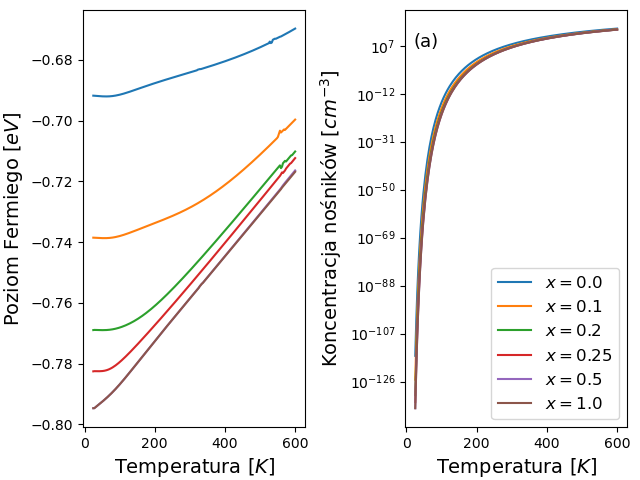 Poziom Fermiego [eV]
−0.68
−0.70
−0.72
−0.74
−0.76
−0.78
−0.80
0
200
400
600
Temperatura [K]
Koncentracja nośników [cm⁻³]
(a)
10⁷
10⁻¹²
10⁻³¹
10⁻⁵⁰
10⁻⁶⁹
10⁻⁸⁸
10⁻¹⁰⁷
10⁻¹²⁶
x = 0.0
x = 0.1
x = 0.2
x = 0.25
x = 0.5
x = 1.0
0
200
400
600
Temperatura [K]